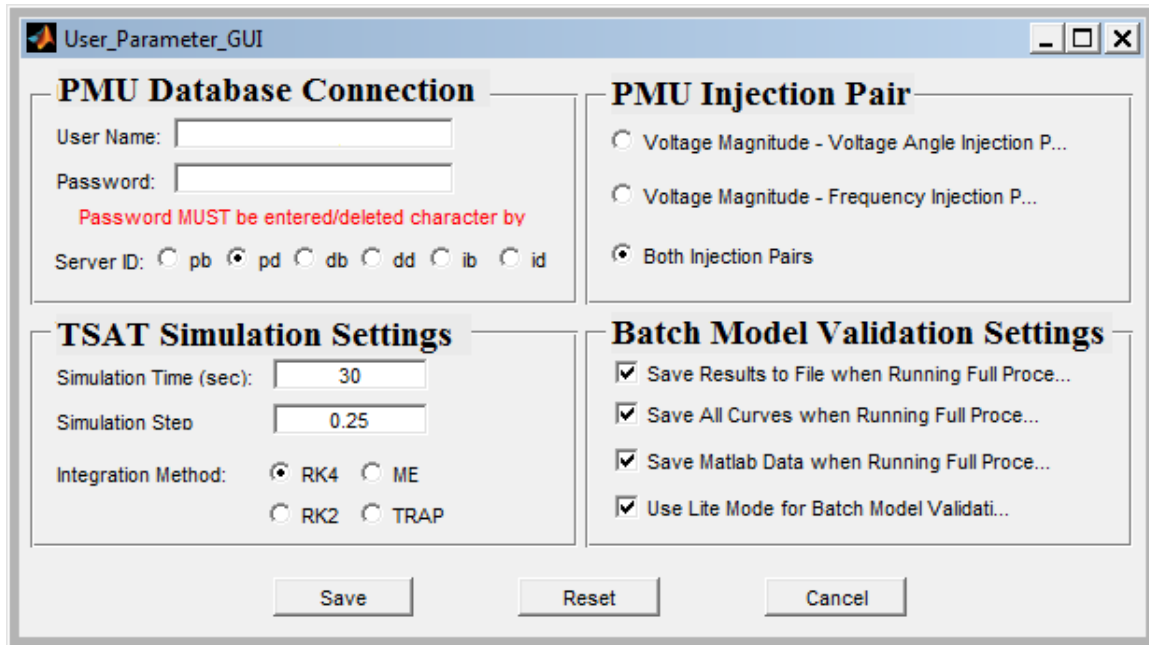 User_Parameter_GUI
PMU Database Connection
User Name:
Password:
Password MUST be entered/deleted character by
Server ID: pb pd db dd ib id
PMU Injection Pair
Voltage Magnitude - Voltage Angle Injection P...
Voltage Magnitude - Frequency Injection P...
Both Injection Pairs
TSAT Simulation Settings
Simulation Time (sec): 30
Simulation Step 0.25
Integration Method: RK4 ME
RK2 TRAP
Batch Model Validation Settings
Save Results to File when Running Full Proce...
Save All Curves when Running Full Proce...
Save Matlab Data when Running Full Proce...
Use Lite Mode for Batch Model Validati...
Save Reset Cancel